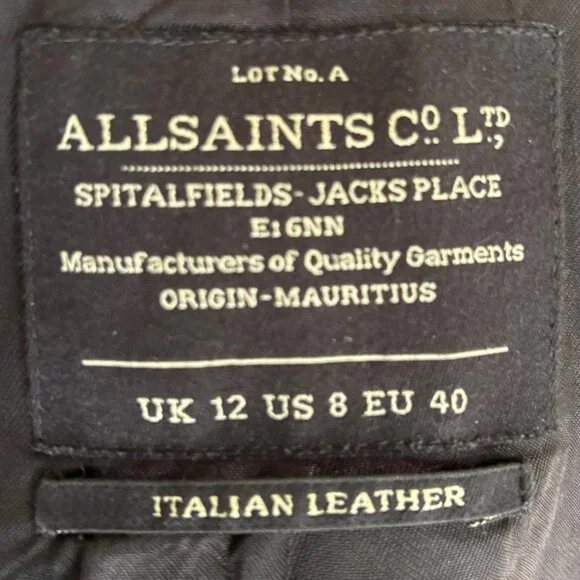 LOT No. A
ALLSAINTS Cº. LTD.,
SPITALFIELDS-JACKS PLACE
E1 6NN
Manufacturers of Quality Garments
ORIGIN-MAURITIUS
UK 12 US 8 EU 40
ITALIAN LEATHER